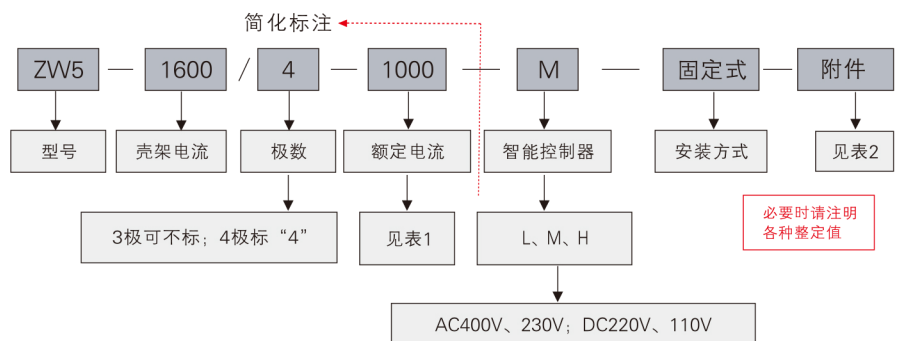 简化标注
ZW5 — 1600 / 4 — 1000 — M — 固定式 — 附件
型号 壳架电流 极数 额定电流 智能控制器 安装方式 见表2
3极可不标；4极标“4” 见表1 L、M、H
必要时请注明
各种整定值
AC400V、230V；DC220V、110V